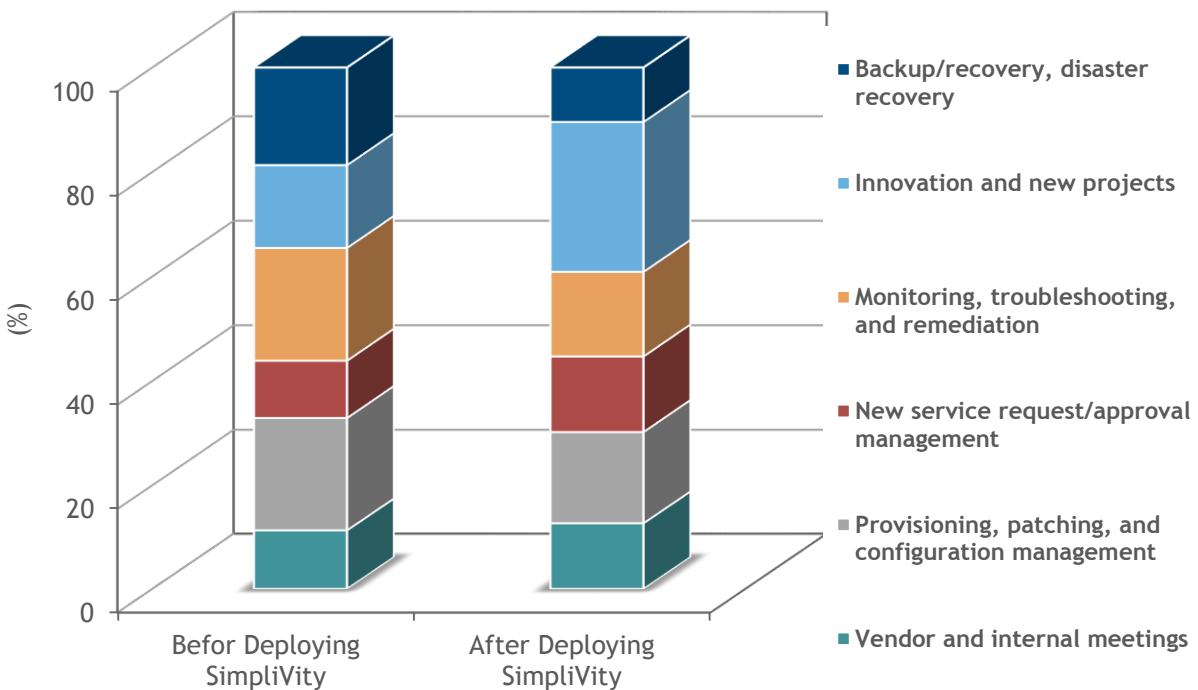 100
80
60
40
20
0
(%)
Befor Deploying
SimpliVity
After Deploying
SimpliVity
Backup/recovery, disaster
recovery
Innovation and new projects
Monitoring, troubleshooting,
and remediation
New service request/approval
management
Provisioning, patching, and
configuration management
Vendor and internal meetings